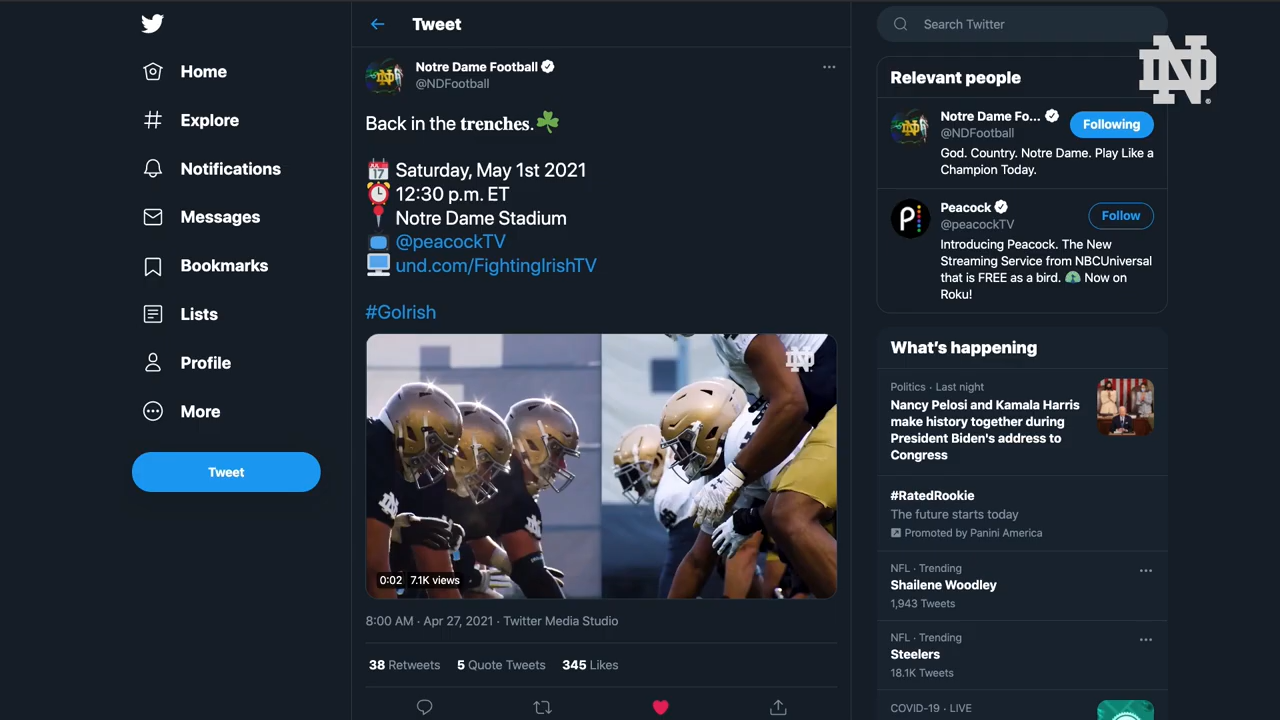 Home
Explore
Notifications
Messages
Bookmarks
Lists
Profile
More
Tweet
Tweet
Notre Dame Football
@NDFootball
Back in the trenches.
Saturday, May 1st 2021
12:30 p.m. ET
Notre Dame Stadium
@peacockTV
und.com/FightingIrishTV
#GoIrish
0:02 7.1K views
8:00 AM · Apr 27, 2021 · Twitter Media Studio
38 Retweets 5 Quote Tweets 345 Likes
Search Twitter
ND
Relevant people
Notre Dame Fo...
@NDFootball
Following
God. Country. Notre Dame. Play Like a
Champion Today.
Peacock
@peacockTV
Follow
Introducing Peacock. The New
Streaming Service from NBCUniversal
that is FREE as a bird. Now on
Roku!
What's happening
Politics · Last night
Nancy Pelosi and Kamala Harris
make history together during
President Biden's address to
Congress
#RatedRookie
The future starts today
Promoted by Panini America
NFL · Trending
Shailene Woodley
1,943 Tweets
NFL · Trending
Steelers
18.1K Tweets
COVID-19 · LIVE